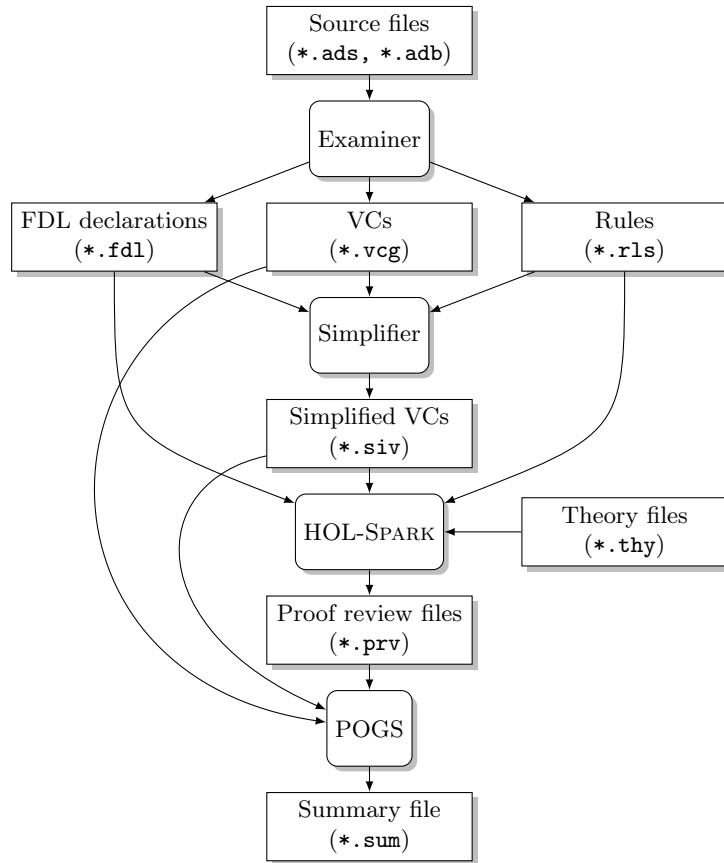 Source files
(*.ads, *.adb)
Examiner
FDL declarations
(*.fdl)
VCs
(*.vcg)
Rules
(*.rls)
Simplifier
Simplified VCs
(*.siv)
HOL-SPARK
Theory files
(*.thy)
Proof review files
(*.prv)
POGS
Summary file
(*.sum)